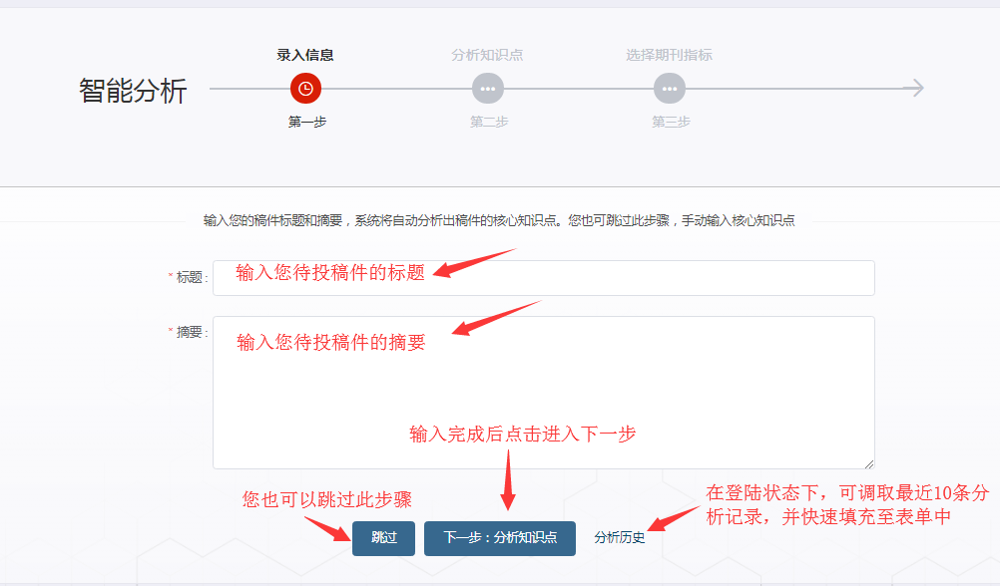 录入信息
分析知识点
选择期刊指标
智能分析
第一步
第二步
第三步
输入您的稿件标题和摘要，系统将自动分析出稿件的核心知识点。您也可跳过此步骤，手动输入核心知识点
* 标题：
输入您待投稿件的标题
* 摘要：
输入您待投稿件的摘要
输入完成后点击进入下一步
您也可以跳过此步骤
在登陆状态下，可调取最近10条分
析记录，并快速填充至表单中
跳过
下一步：分析知识点
分析历史